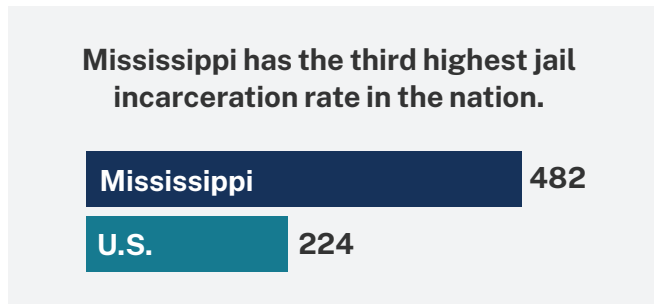 Mississippi has the third highest jail
incarceration rate in the nation.
Mississippi 482
U.S. 224